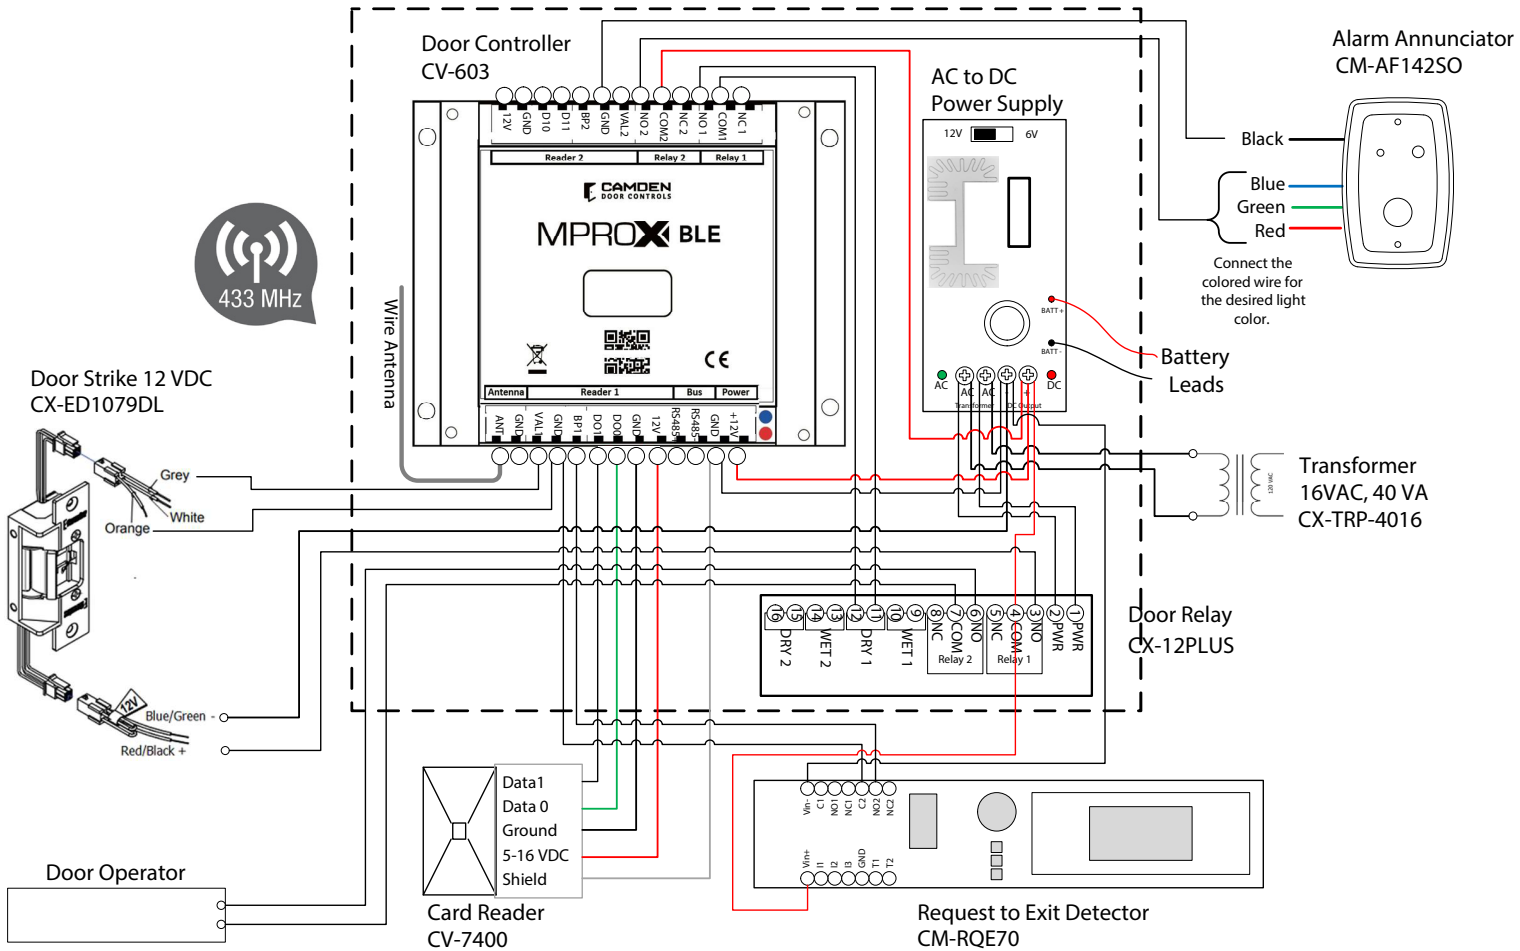 Door Controller
CV-603
12V
GND
D10
D11
BP2
GND
VAL2
NO 2
COM2
NC 2
NO 1
COM1
NC 1
Reader 2
Relay 2
Relay 1
CAMDEN
DOOR CONTROLS
MPROX BLE
Antenna
Reader 1
Bus
Power
ANT
GND
VAL1
GND
BP1
DO1
DO0
GND
12V
RS485+
RS485-
GND
+12V
433 MHz
Wire Antenna
AC to DC
Power Supply
12V
6V
BATT+
BATT-
AC
AC
AC
-
+
DC
Transformer
DC Output
Battery
Leads
Alarm Annunciator
CM-AF142SO
Black
Blue
Green
Red
Connect the
colored wire for
the desired light
color.
Door Strike 12 VDC
CX-ED1079DL
Grey
White
Orange
12V
Blue/Green -
Red/Black +
120 VAC
Transformer
16VAC, 40 VA
CX-TRP-4016
16
15
14
13
12
11
10
9
8
7
6
5
4
3
2
1
DRY 2
WET 2
DRY 1
WET 1
NC
COM
NO
NC
COM
NO
PWR
PWR
Relay 2
Relay 1
Door Relay
CX-12PLUS
Data1
Data 0
Ground
5-16 VDC
Shield
Card Reader
CV-7400
Door Operator
Vin-
C1
NO1
NC1
C2
NO2
NC2
Vin+
I1
I2
I3
GND
T1
T2
Request to Exit Detector
CM-RQE70